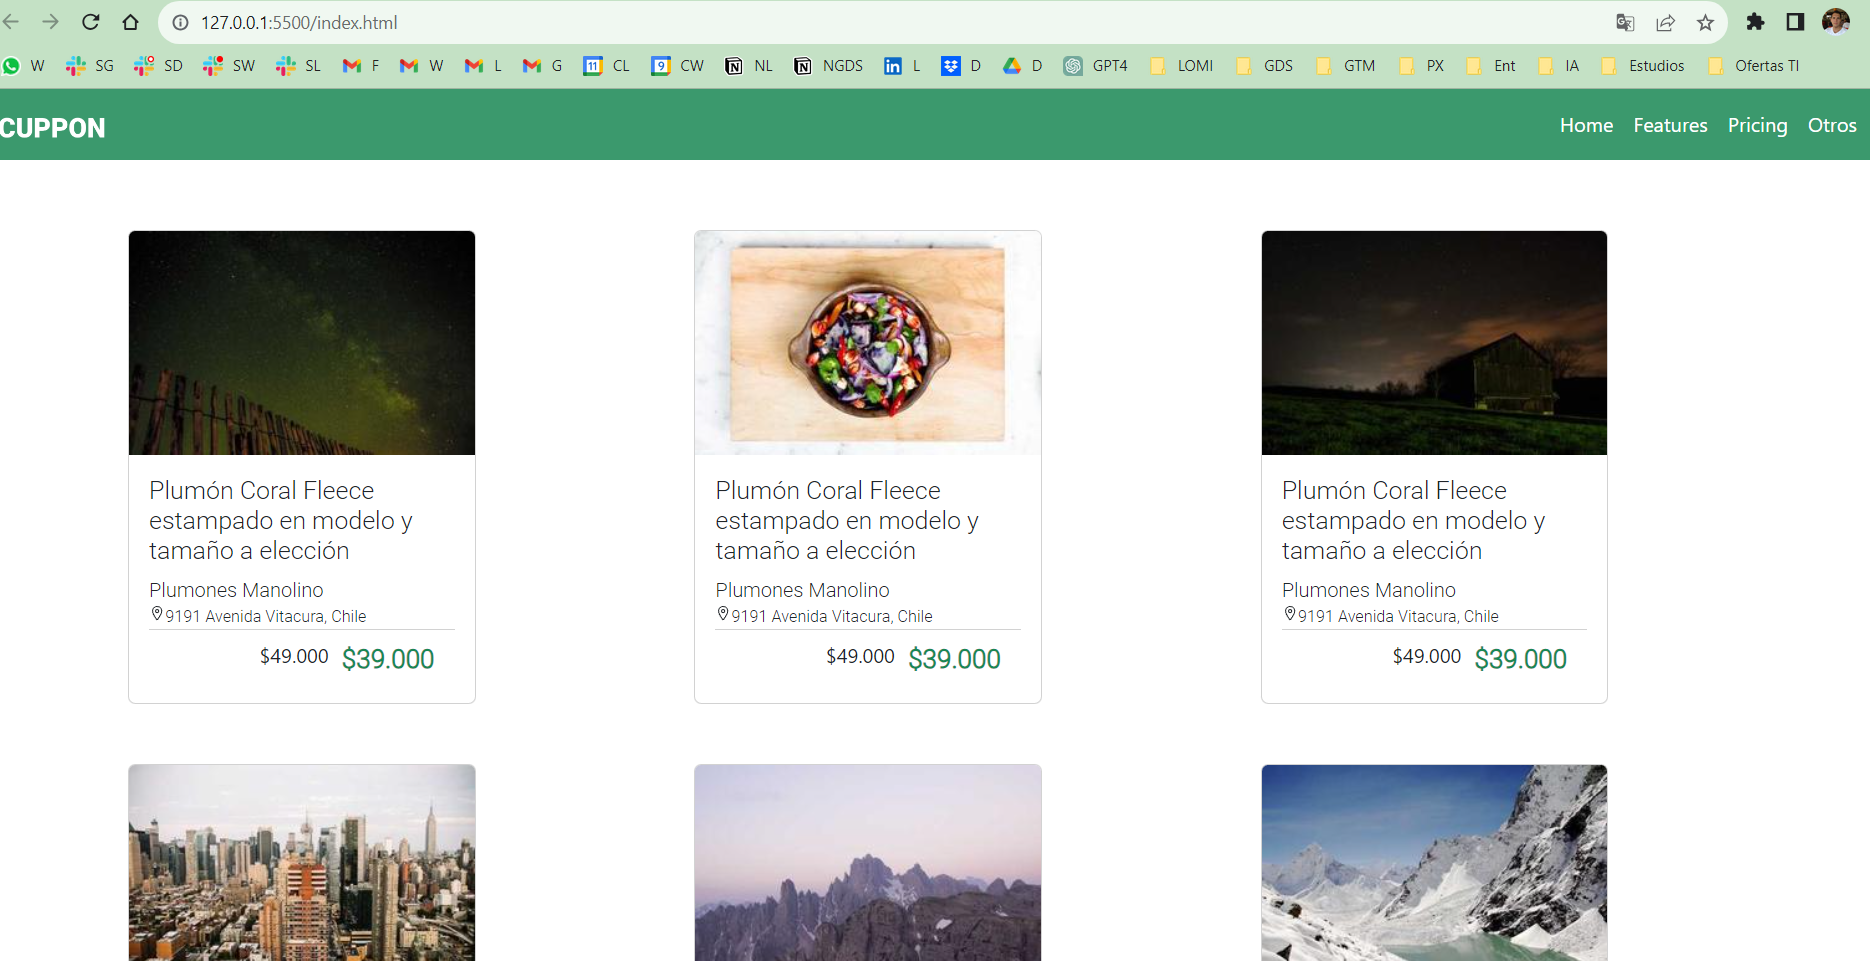 127.0.0.1:5500/index.html
W SG SD SW SL F W L G 11 CL 9 CW NL NGDS L D D GPT4 LOMI GDS GTM PX Ent IA Estudios Ofertas TI
CUPPON Home Features Pricing Otros
Plumón Coral Fleece
estampado en modelo y
tamaño a elección
Plumones Manolino
9191 Avenida Vitacura, Chile
$49.000 $39.000
Plumón Coral Fleece
estampado en modelo y
tamaño a elección
Plumones Manolino
9191 Avenida Vitacura, Chile
$49.000 $39.000
Plumón Coral Fleece
estampado en modelo y
tamaño a elección
Plumones Manolino
9191 Avenida Vitacura, Chile
$49.000 $39.000